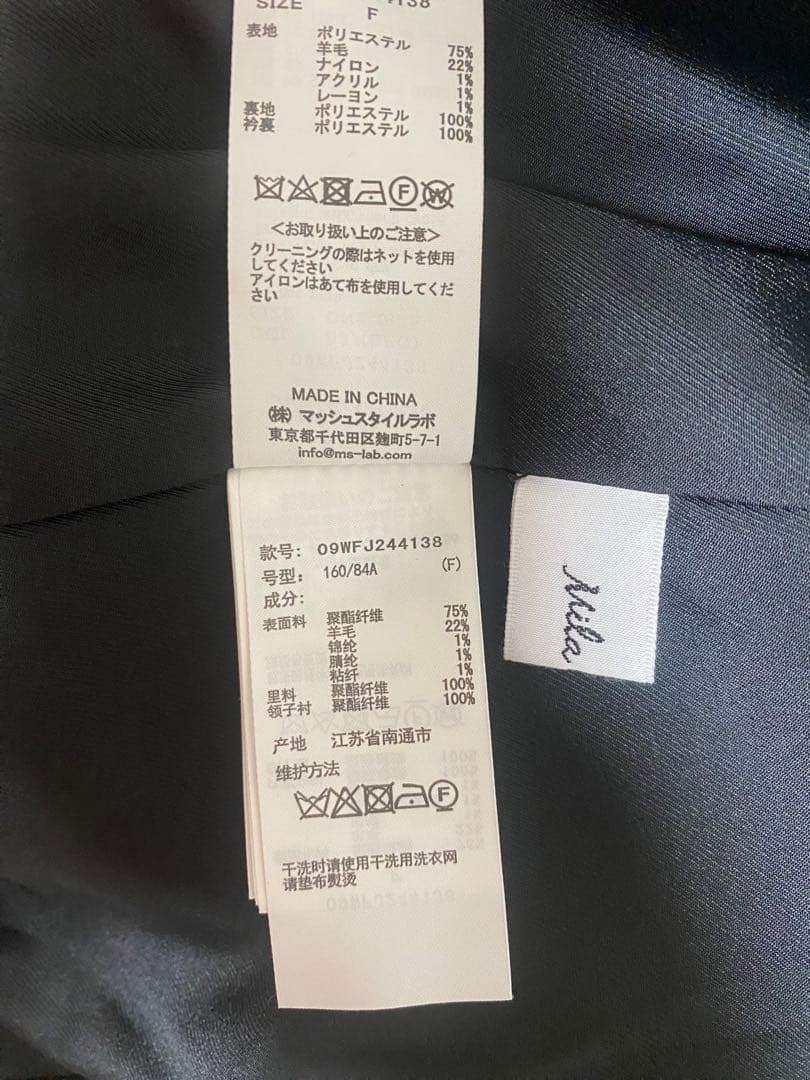 SIZE
F
表地 ポリエステル 75%
羊毛 22%
ナイロン 1%
アクリル 1%
レーヨン 1%
裏地 ポリエステル 100%
衿裏 ポリエステル 100%
F W
<お取り扱い上のご注意>
クリーニングの際はネットを使用
してください
アイロンはあて布を使用してくだ
さい
MADE IN CHINA
(株) マッシュスタイルラボ
東京都千代田区麹町5-7-1
info@ms-lab.com
款号: 09WFJ244138
号型: 160/84A (F)
成分:
表面料 聚酯纤维 75%
羊毛 22%
锦纶 1%
腈纶 1%
粘纤 1%
里料 聚酯纤维 100%
领子衬 聚酯纤维 100%
产地 江苏省南通市
维护方法
F
干洗时请使用干洗用洗衣网
请垫布熨烫
Mila